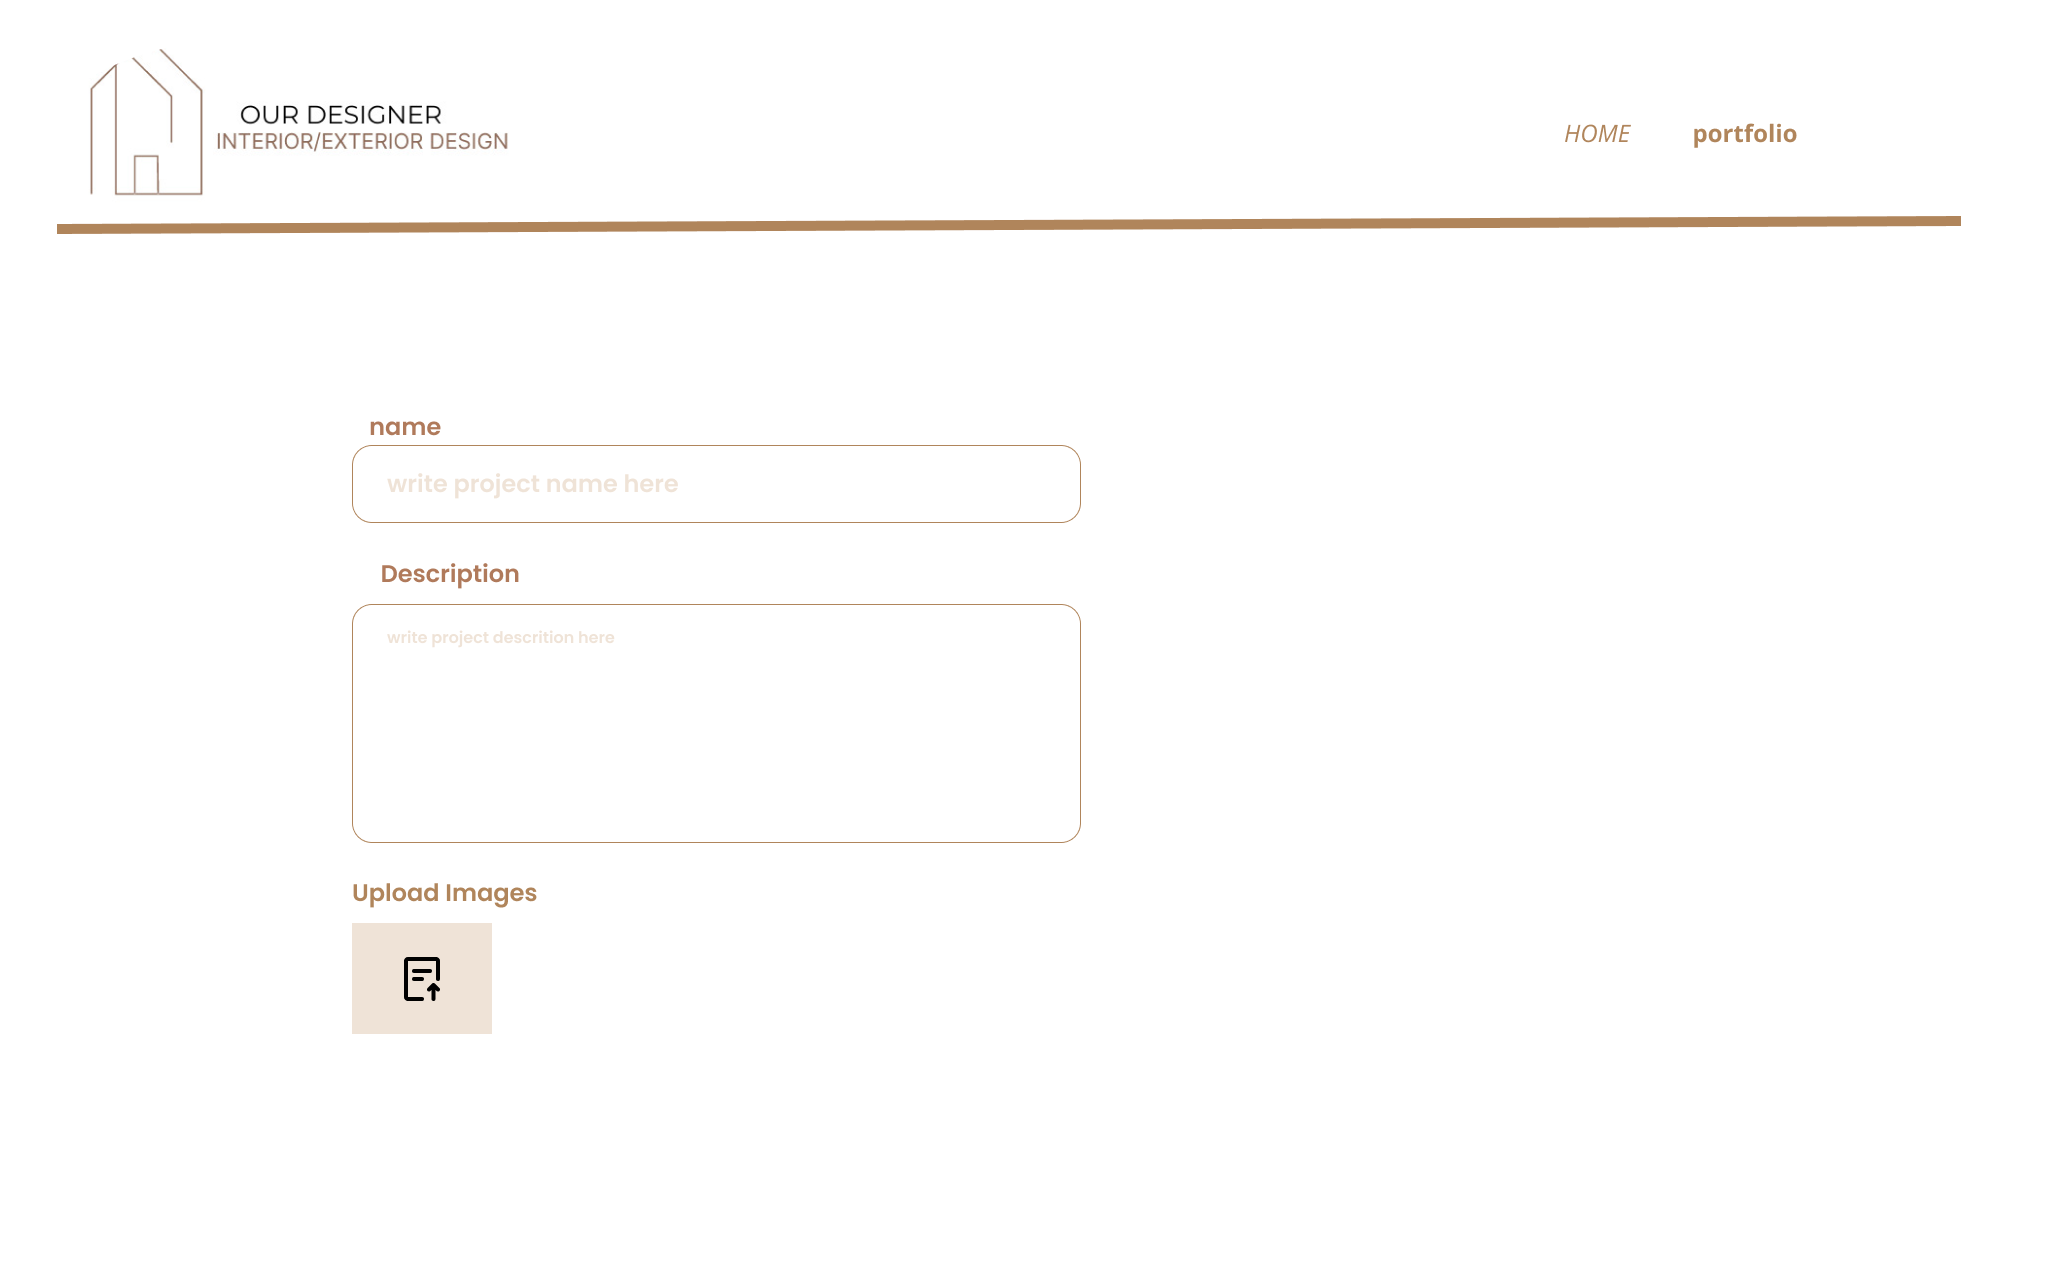 OUR DESIGNER
INTERIOR/EXTERIOR DESIGN
HOME
portfolio
name
write project name here
Description
write project descrition here
Upload Images